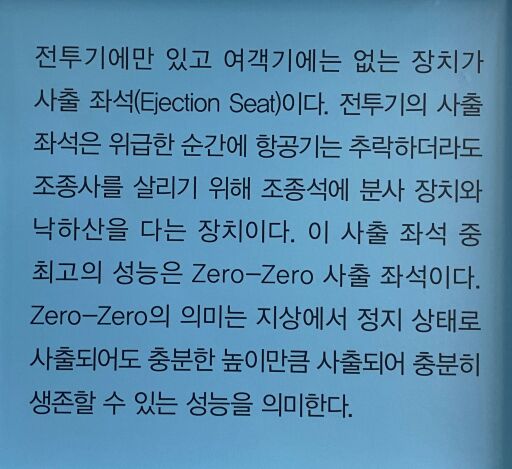 전투기에만 있고 여객기에는 없는 장치가
사출 좌석(Ejection Seat)이다. 전투기의 사출
좌석은 위급한 순간에 항공기는 추락하더라도
조종사를 살리기 위해 조종석에 분사 장치와
낙하산을 다는 장치이다. 이 사출 좌석 중
최고의 성능은 Zero-Zero 사출 좌석이다.
Zero-Zero의 의미는 지상에서 정지 상태로
사출되어도 충분한 높이만큼 사출되어 충분히
생존할 수 있는 성능을 의미한다.